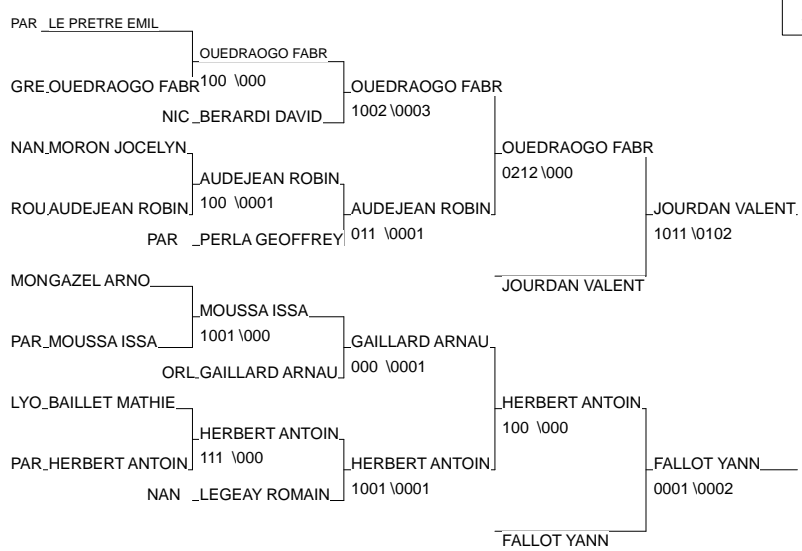 PAR LE PRETRE EMIL
OUEDRAOGO FABR
GRE OUEDRAOGO FABR 100 \000 OUEDRAOGO FABR
NIC BERARDI DAVID 1002 \0003
NAN MORON JOCELYN OUEDRAOGO FABR
0212 \000
AUDEJEAN ROBIN
ROU AUDEJEAN ROBIN 100 \0001 AUDEJEAN ROBIN JOURDAN VALENT
PAR PERLA GEOFFREY 011 \0001 1011 \0102
MON GAZEL ARNO JOURDAN VALENT
MOUSSA ISSA
PAR MOUSSA ISSA 1001 \000 GAILLARD ARNAU
ORL GAILLARD ARNAU 000 \0001
LYO BAILLET MATHIE HERBERT ANTOIN
100 \000
HERBERT ANTOIN
PAR HERBERT ANTOIN 111 \000 HERBERT ANTOIN FALLOT YANN
NAN LEGEAY ROMAIN 1001 \0001 0001 \0002
FALLOT YANN